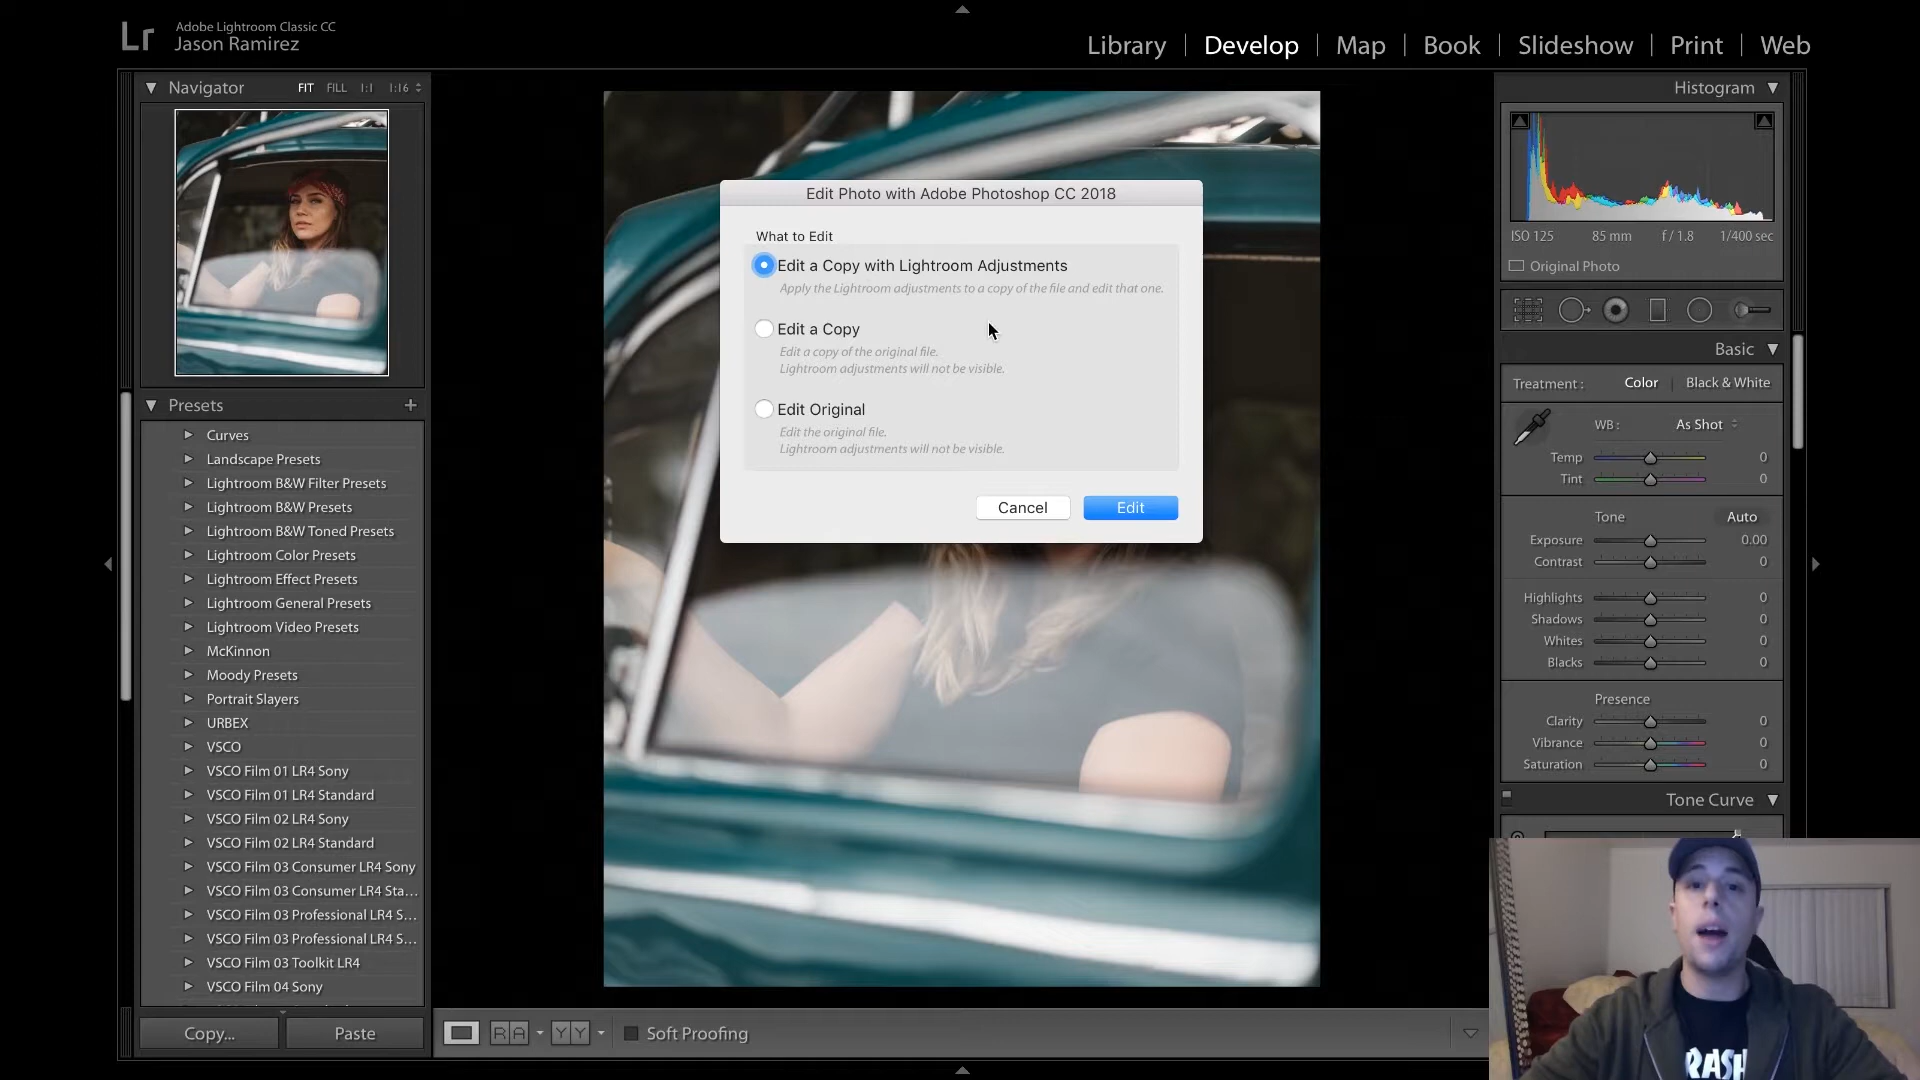 Lr
Adobe Lightroom Classic CC
Jason Ramirez
Library
Develop
Map
Book
Slideshow
Print
Web
Navigator
FIT
FILL
1:1
1:16
Presets
Curves
Landscape Presets
Lightroom B&W Filter Presets
Lightroom B&W Presets
Lightroom B&W Toned Presets
Lightroom Color Presets
Lightroom Effect Presets
Lightroom General Presets
Lightroom Video Presets
McKinnon
Moody Presets
Portrait Slayers
URBEX
VSCO
VSCO Film 01 LR4 Sony
VSCO Film 01 LR4 Standard
VSCO Film 02 LR4 Sony
VSCO Film 02 LR4 Standard
VSCO Film 03 Consumer LR4 Sony
VSCO Film 03 Consumer LR4 Sta...
VSCO Film 03 Professional LR4 S...
VSCO Film 03 Professional LR4 S...
VSCO Film 03 Toolkit LR4
VSCO Film 04 Sony
Copy...
Paste
Edit Photo with Adobe Photoshop CC 2018
What to Edit
Edit a Copy with Lightroom Adjustments
Apply the Lightroom adjustments to a copy of the file and edit that one.
Edit a Copy
Edit a copy of the original file.
Lightroom adjustments will not be visible.
Edit Original
Edit the original file.
Lightroom adjustments will not be visible.
Cancel
Edit
R A
Y Y
Soft Proofing
Histogram
ISO 125 85 mm f / 1.8 1/400 sec
Original Photo
Basic
Treatment : Color Black & White
WB : As Shot
Temp 0
Tint 0
Tone Auto
Exposure 0.00
Contrast 0
Highlights 0
Shadows 0
Whites 0
Blacks 0
Presence
Clarity 0
Vibrance 0
Saturation 0
Tone Curve
RASH